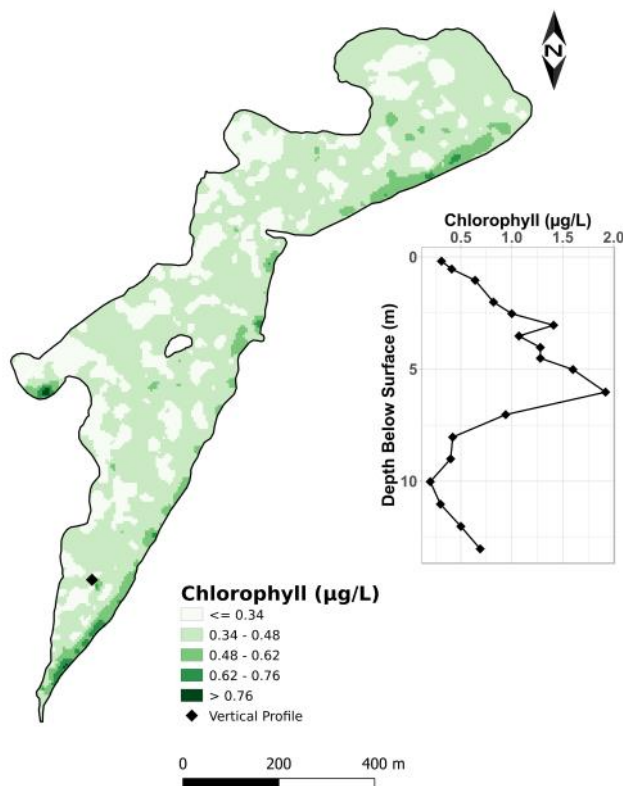 N
Chlorophyll (µg/L)
0.5 1.0 1.5 2.0
0
5
10
Depth Below Surface (m)
Chlorophyll (µg/L)
<= 0.34
0.34 - 0.48
0.48 - 0.62
0.62 - 0.76
> 0.76
Vertical Profile
0 200 400 m